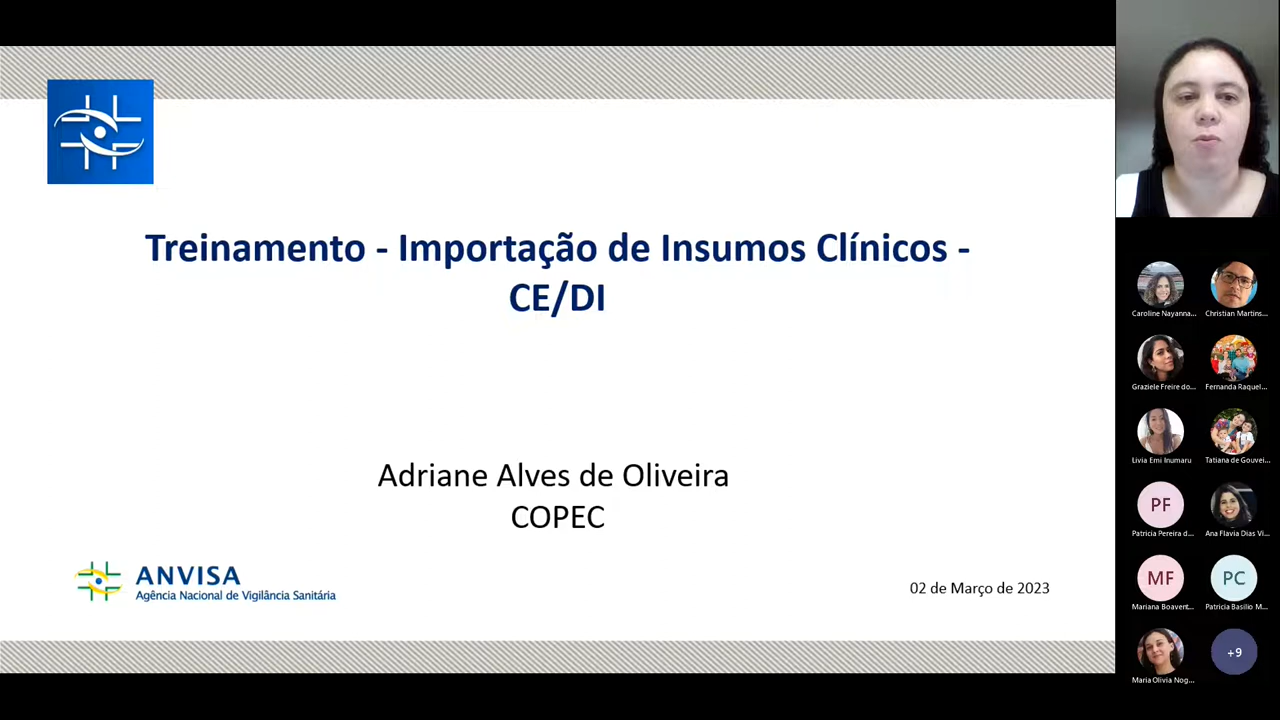 Treinamento - Importação de Insumos Clínicos -
CE/DI
Adriane Alves de Oliveira
COPEC
ANVISA
Agência Nacional de Vigilância Sanitária
02 de Março de 2023
Caroline Nayanna...
Christian Martins...
Graziele Freire do...
Fernanda Raquel...
Livia Emi Inumaru
Tatiana de Gouvei...
PF
Patricia Pereira d...
Ana Flavia Dias Vi...
MF
Mariana Boavent...
PC
Patricia Basilio M...
Maria Olivia Nog...
+9